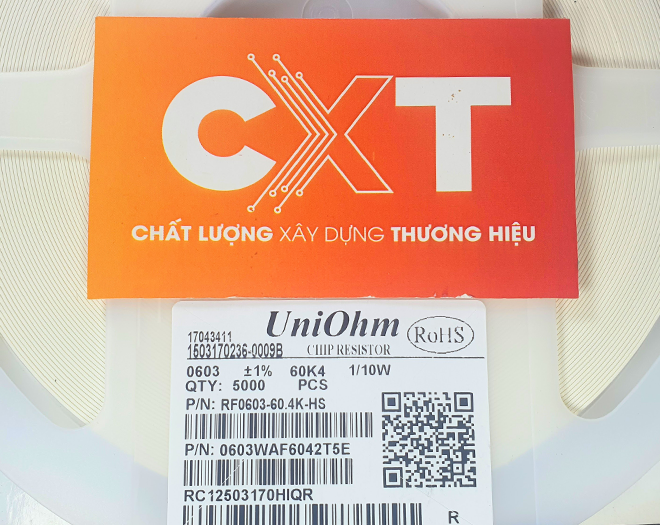 CXT
CHẤT LƯỢNG XÂY DỰNG THƯƠNG HIỆU
17043411
UniOhm
RoHS
1503170236-0009B
CHIP RESISTOR
0603 ±1% 60K4 1/10W
QTY: 5000 PCS
P/N: RF0603-60.4K-HS
P/N: 0603WAF6042T5E
RC12503170HIQR
R